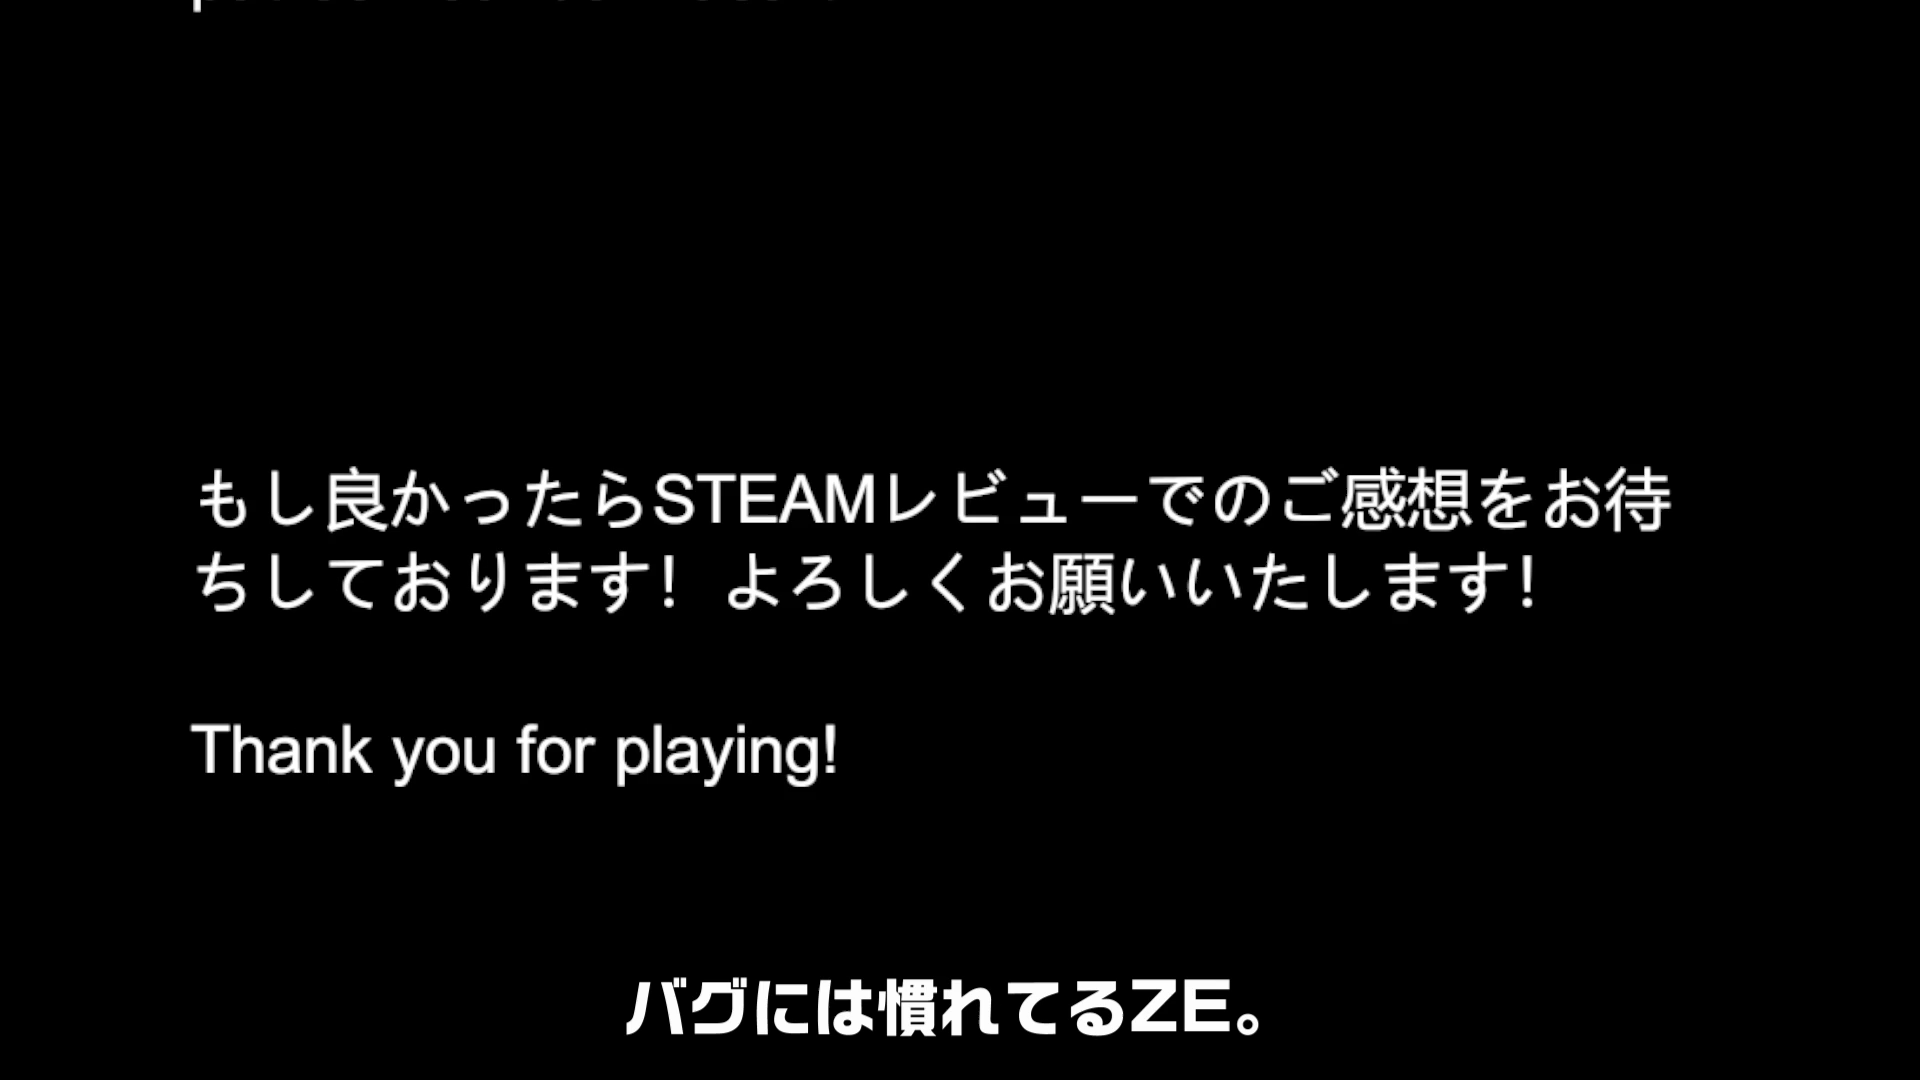 もし良かったらSTEAMレビューでのご感想をお待
ちしております！よろしくお願いいたします！
Thank you for playing!
バグには慣れてるZE。